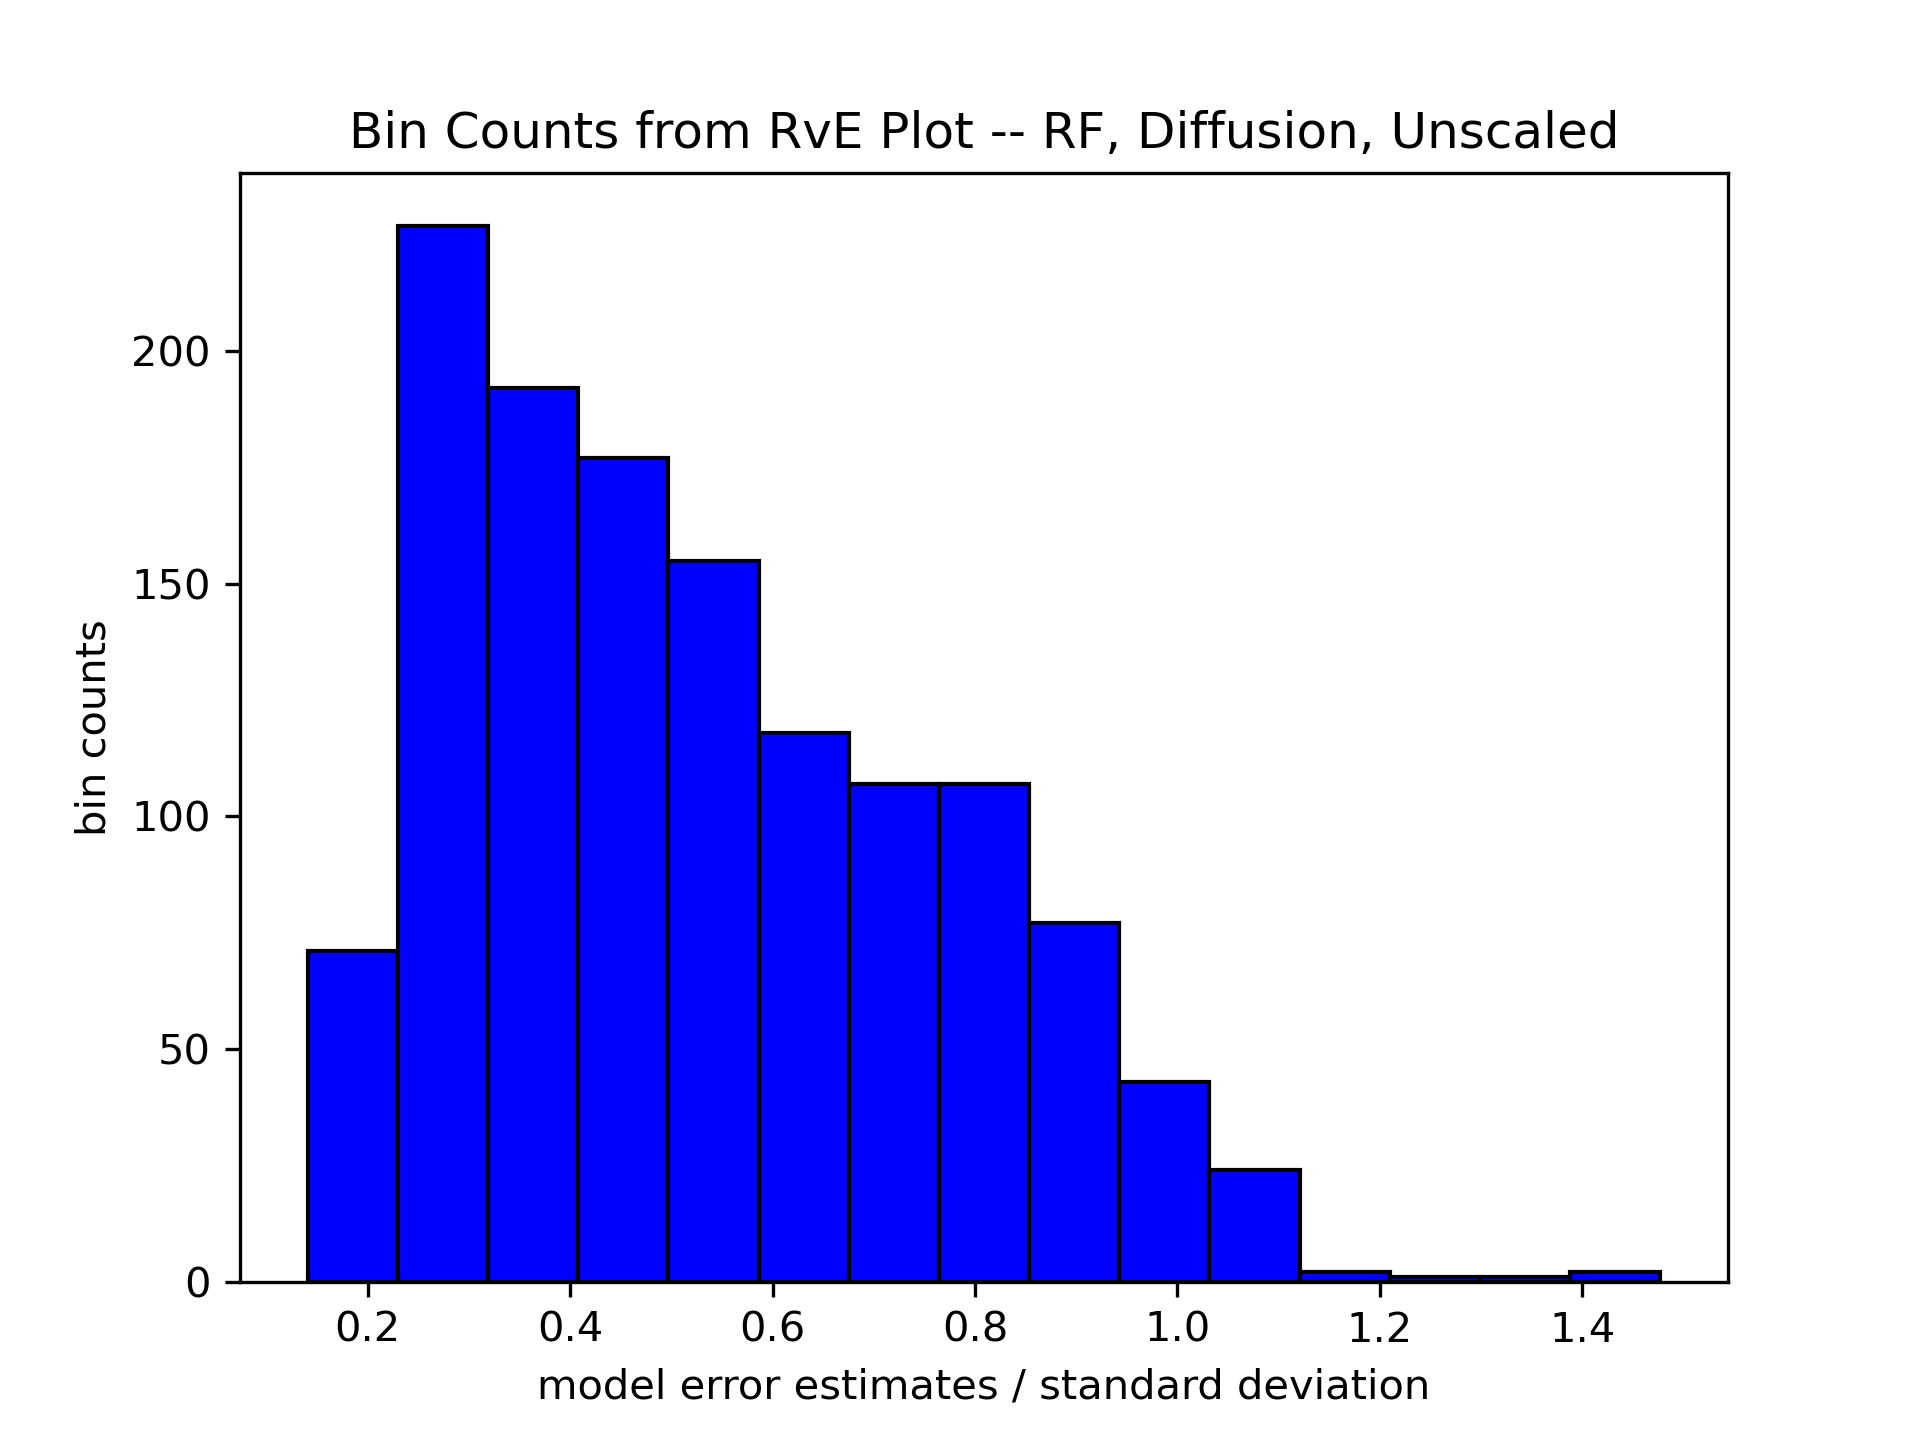 Bin Counts from RvE Plot -- RF, Diffusion, Unscaled
200
150
100
50
0
bin counts
0.2 0.4 0.6 0.8 1.0 1.2 1.4
model error estimates / standard deviation